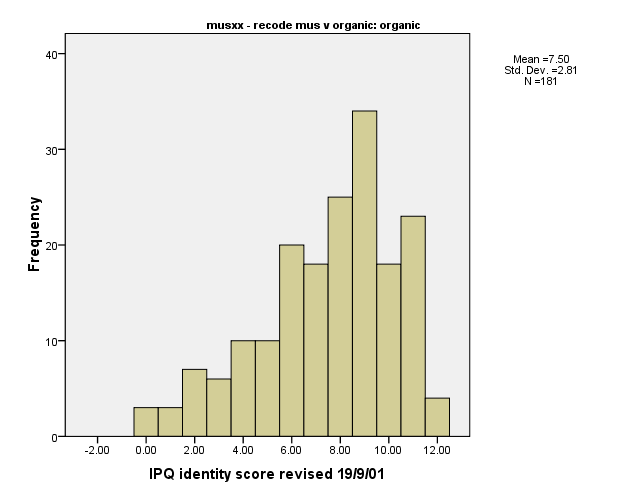 musxx - recode mus v organic: organic
Mean =7.50
Std. Dev. =2.81
N =181
Frequency
40
30
20
10
0
-2.00 0.00 2.00 4.00 6.00 8.00 10.00 12.00
IPQ identity score revised 19/9/01